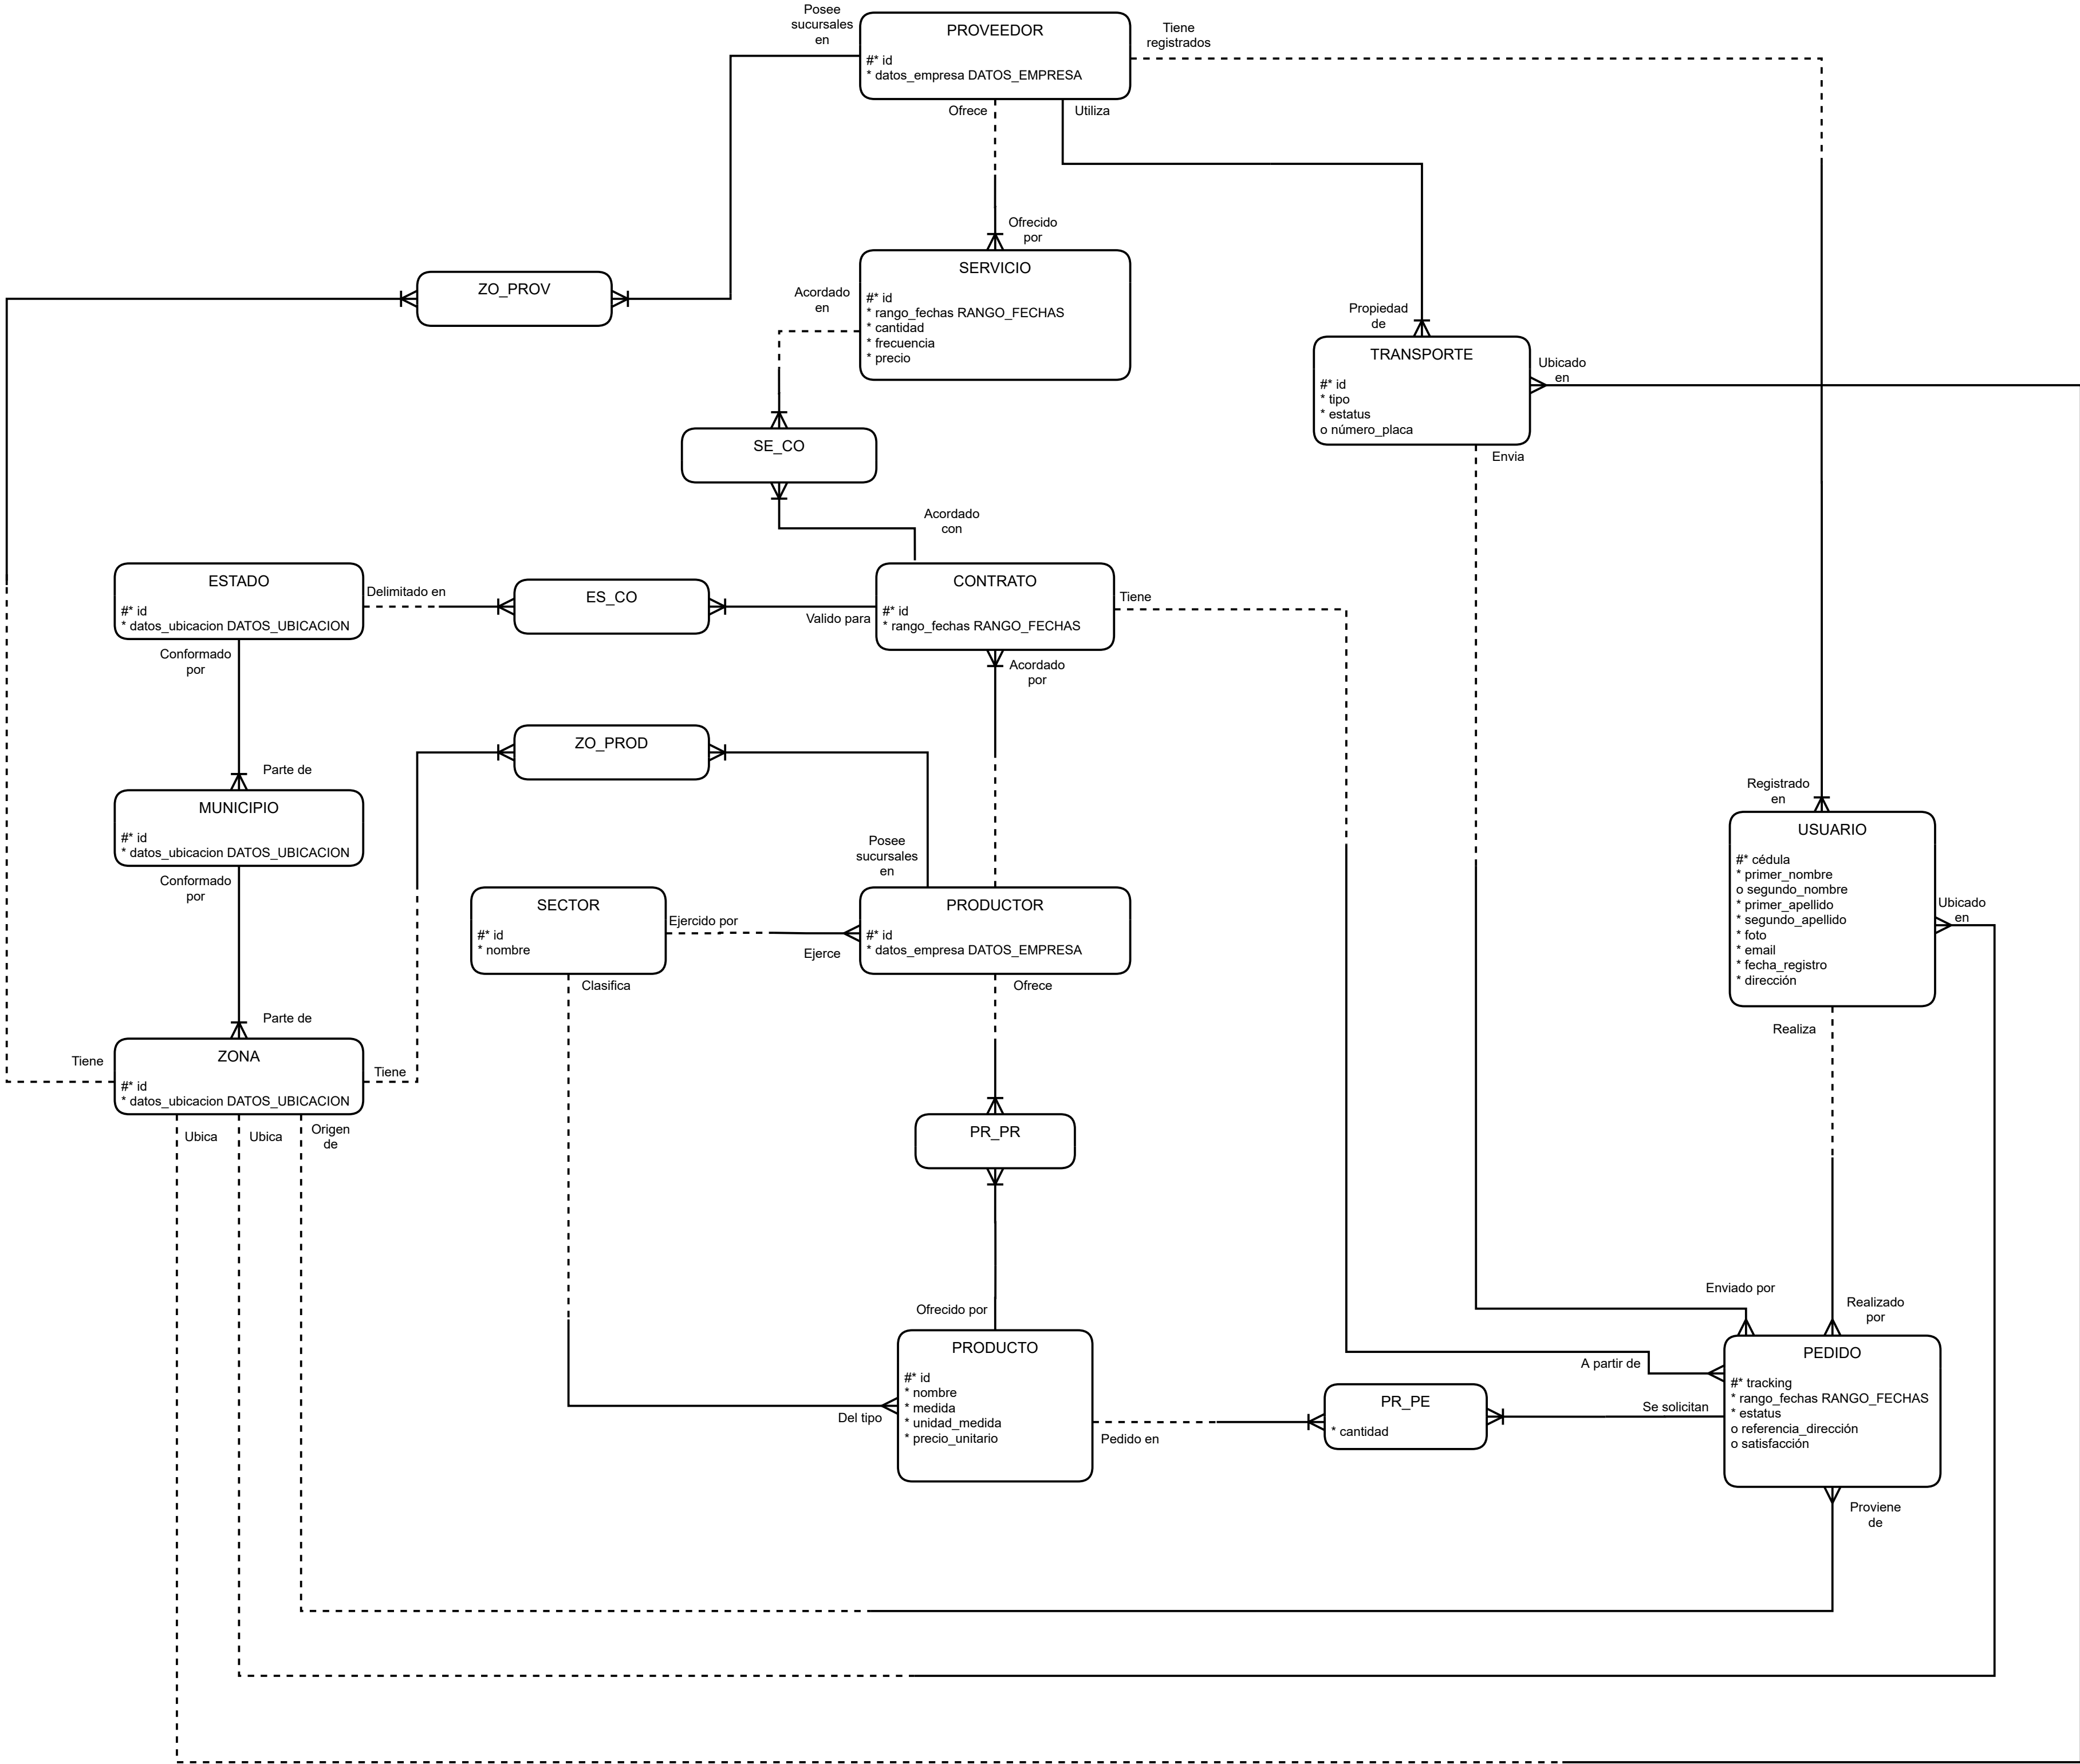 Posee
sucursales
en
PROVEEDOR
#* id
* datos_empresa DATOS_EMPRESA
Tiene
registrados
Ofrece
Utiliza
Ofrecido
por
ZO_PROV
Acordado
en
SERVICIO
#* id
* rango_fechas RANGO_FECHAS
* cantidad
* frecuencia
* precio
Propiedad
de
TRANSPORTE
#* id
* tipo
* estatus
o número_placa
Ubicado
en
Envia
SE_CO
Acordado
con
ESTADO
#* id
* datos_ubicacion DATOS_UBICACION
Delimitado en
ES_CO
Valido para
CONTRATO
#* id
* rango_fechas RANGO_FECHAS
Tiene
Conformado
por
Acordado
por
ZO_PROD
Parte de
MUNICIPIO
#* id
* datos_ubicacion DATOS_UBICACION
Registrado
en
USUARIO
#* cédula
* primer_nombre
o segundo_nombre
* primer_apellido
* segundo_apellido
* foto
* email
* fecha_registro
* dirección
Ubicado
en
Conformado
por
Posee
sucursales
en
SECTOR
#* id
* nombre
Ejercido por
Ejerce
PRODUCTOR
#* id
* datos_empresa DATOS_EMPRESA
Clasifica
Ofrece
Realiza
Parte de
Tiene
ZONA
#* id
* datos_ubicacion DATOS_UBICACION
Tiene
Ubica
Ubica
Origen
de
PR_PR
Ofrecido por
Enviado por
Realizado
por
PRODUCTO
#* id
* nombre
* medida
* unidad_medida
* precio_unitario
Del tipo
Pedido en
A partir de
PR_PE
* cantidad
Se solicitan
PEDIDO
#* tracking
* rango_fechas RANGO_FECHAS
* estatus
o referencia_dirección
o satisfacción
Proviene
de